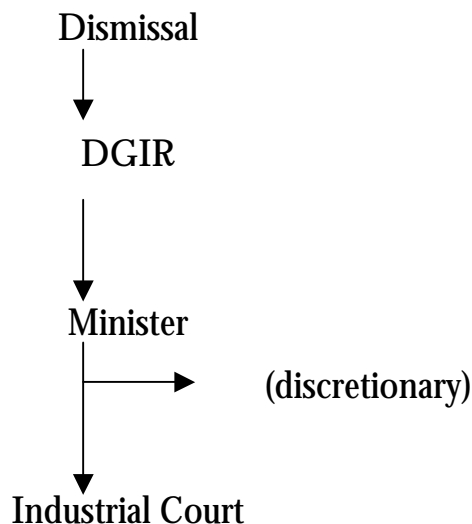 Dismissal
DGIR
Minister
(discretionary)
Industrial Court